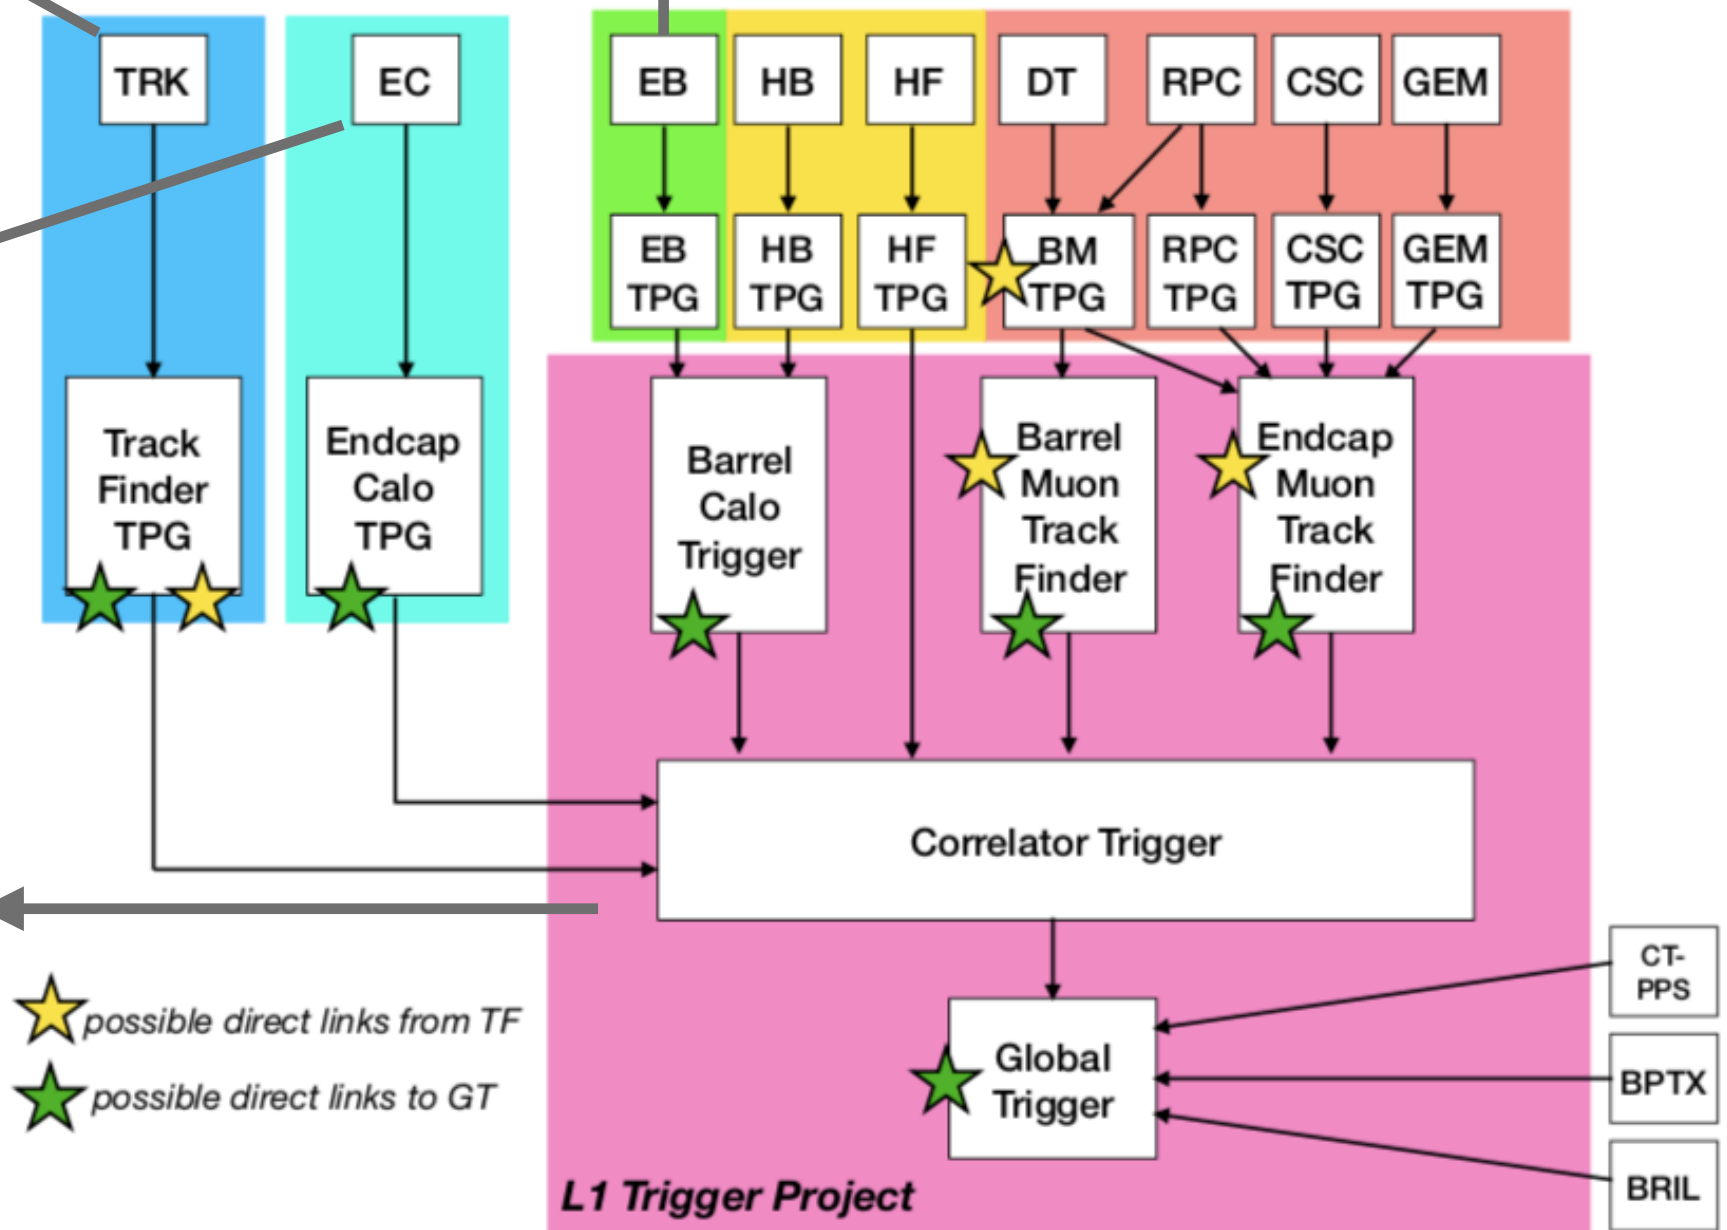 TRK
EC
EB
HB
HF
DT
RPC
CSC
GEM
EB
TPG
HB
TPG
HF
TPG
BM
TPG
RPC
TPG
CSC
TPG
GEM
TPG
Track
Finder
TPG
Endcap
Calo
TPG
Barrel
Calo
Trigger
Barrel
Muon
Track
Finder
Endcap
Muon
Track
Finder
Correlator Trigger
Global
Trigger
CT-
PPS
BPTX
BRIL
possible direct links from TF
possible direct links to GT
L1 Trigger Project